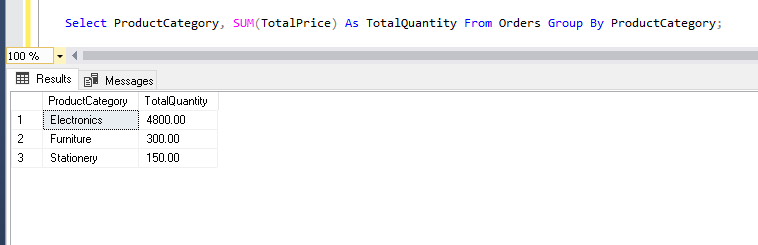 Select ProductCategory, SUM(TotalPrice) As TotalQuantity From Orders Group By ProductCategory;
100 %
Results Messages
ProductCategory TotalQuantity
1 Electronics 4800.00
2 Furniture 300.00
3 Stationery 150.00